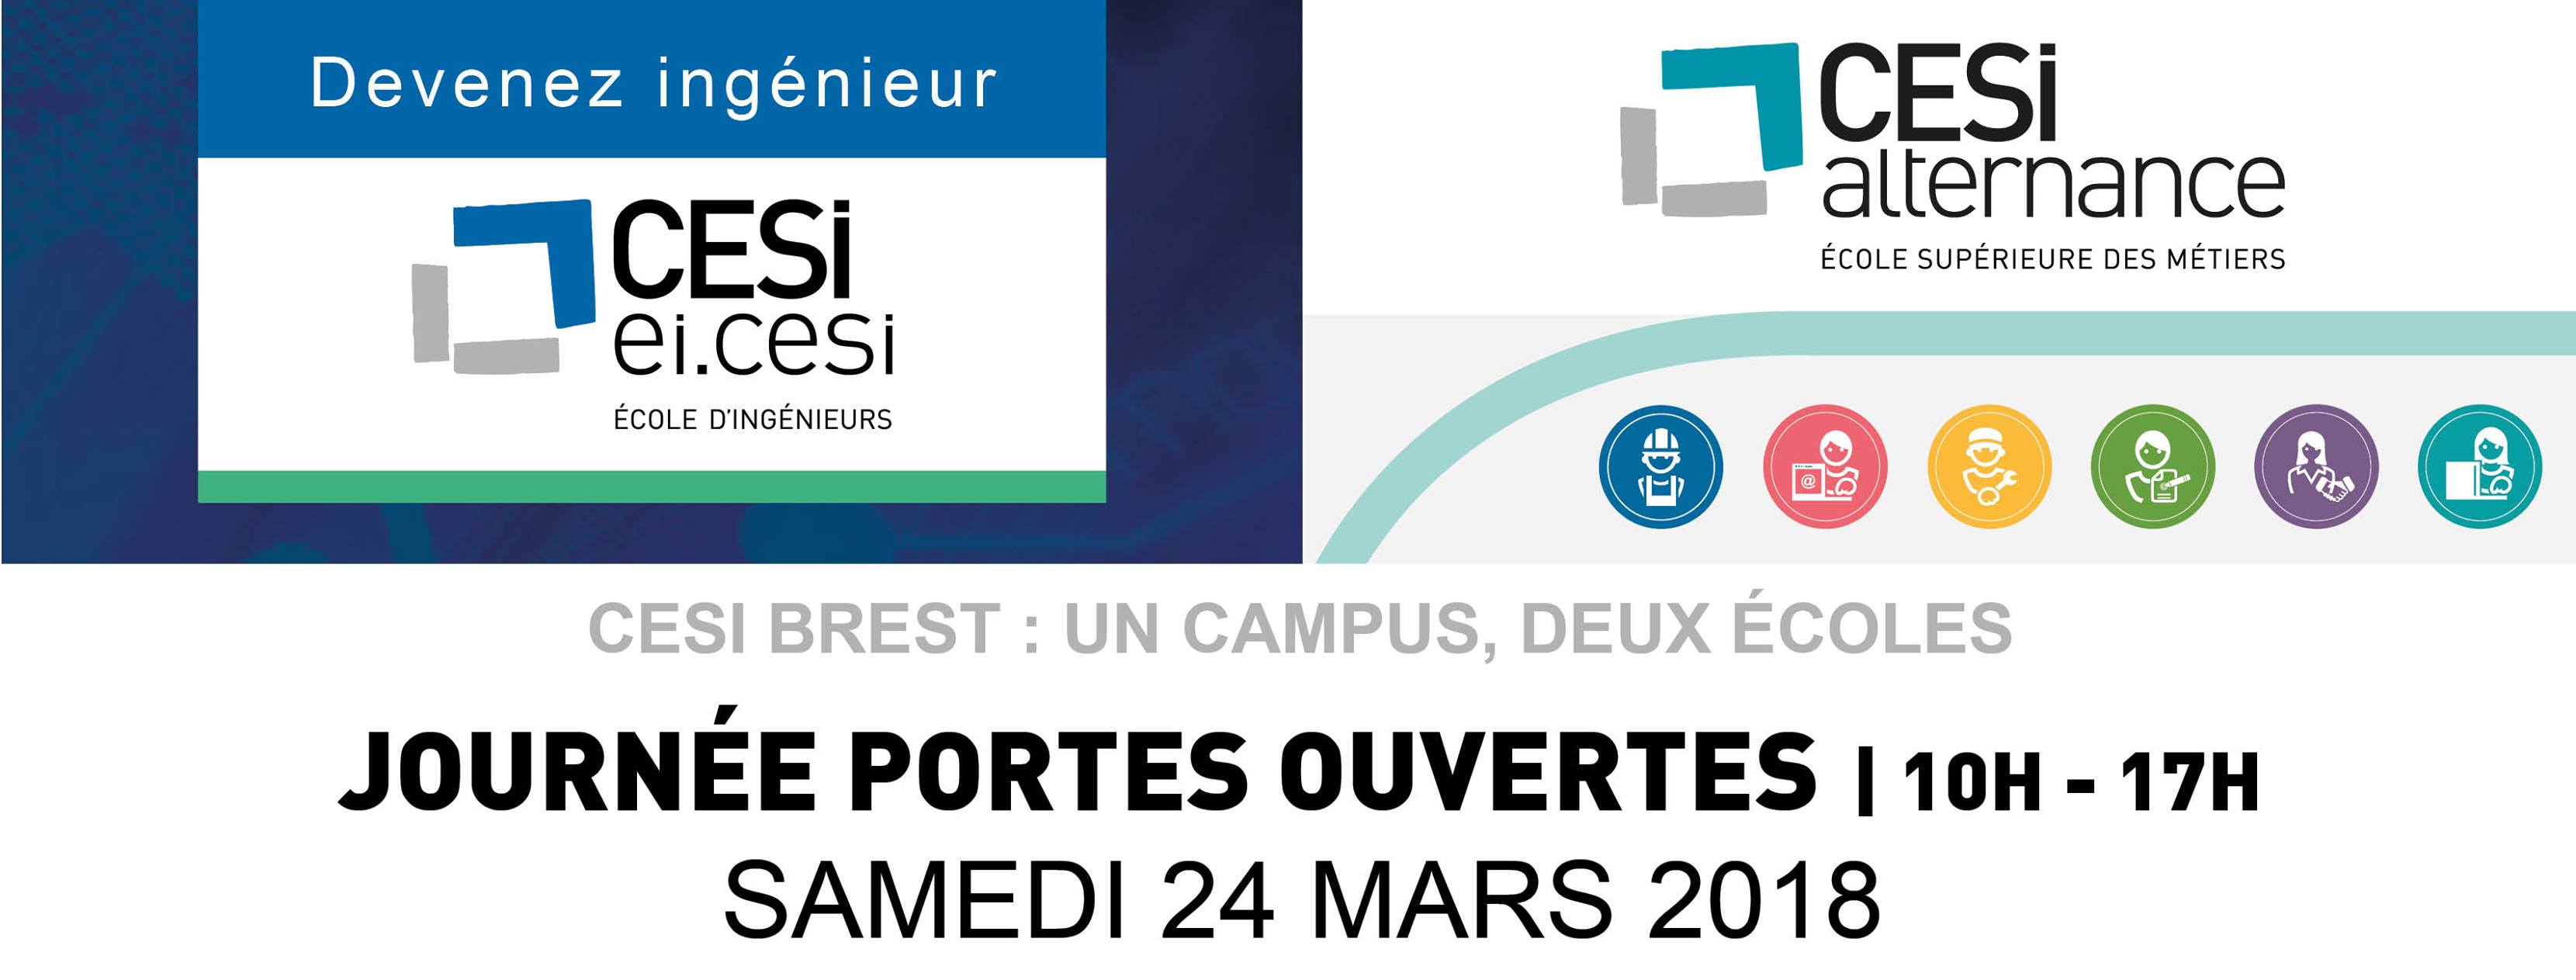 Devenez ingénieur
CESi
ei.cesi
ÉCOLE D'INGÉNIEURS
CESi
alternance
ÉCOLE SUPÉRIEURE DES MÉTIERS
@
CESI BREST : UN CAMPUS, DEUX ÉCOLES
JOURNÉE PORTES OUVERTES | 10H - 17H
SAMEDI 24 MARS 2018